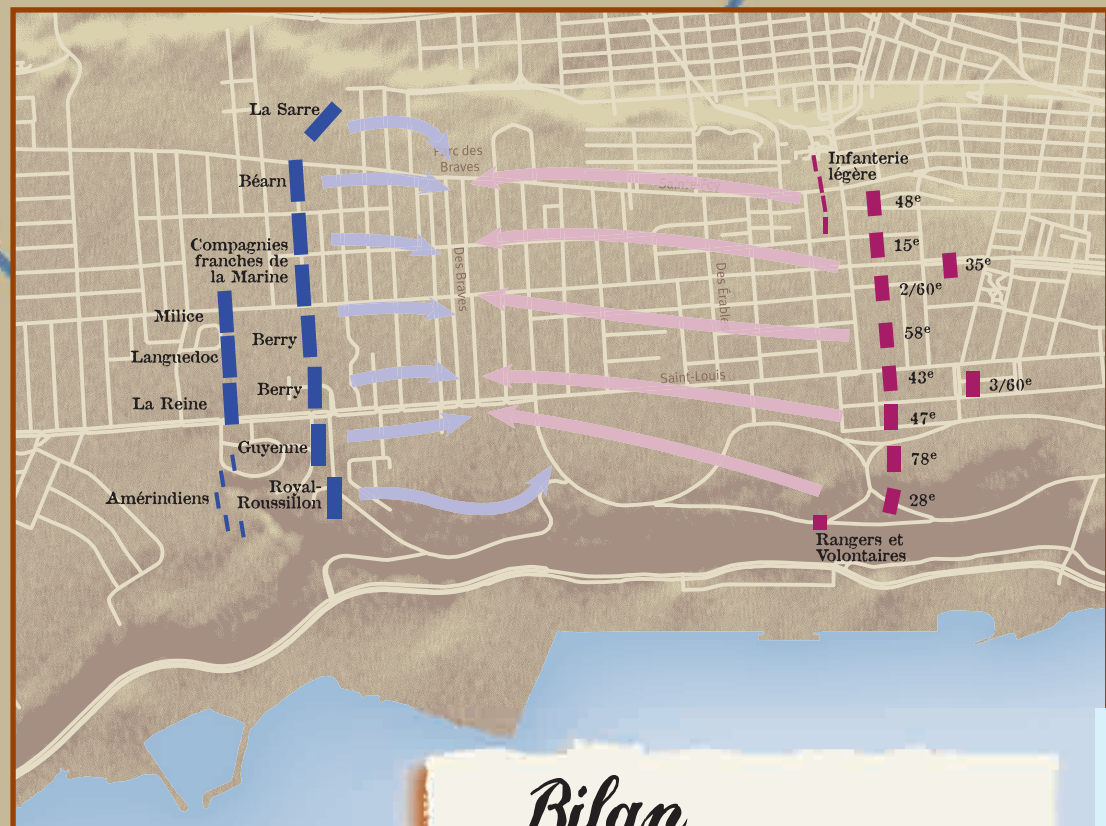 La Sarre
Parc des
Braves
Infanterie
légère
Béarn
48e
Compagnies
franches de
la Marine
15e
35e
Des Braves
2/60e
Milice
Berry
58e
Languedoc
Saint-Louis
43e
3/60e
Berry
La Reine
47e
Guyenne
78e
Royal-
Roussillon
Amérindiens
28e
Rangers et
Volontaires
Bilan